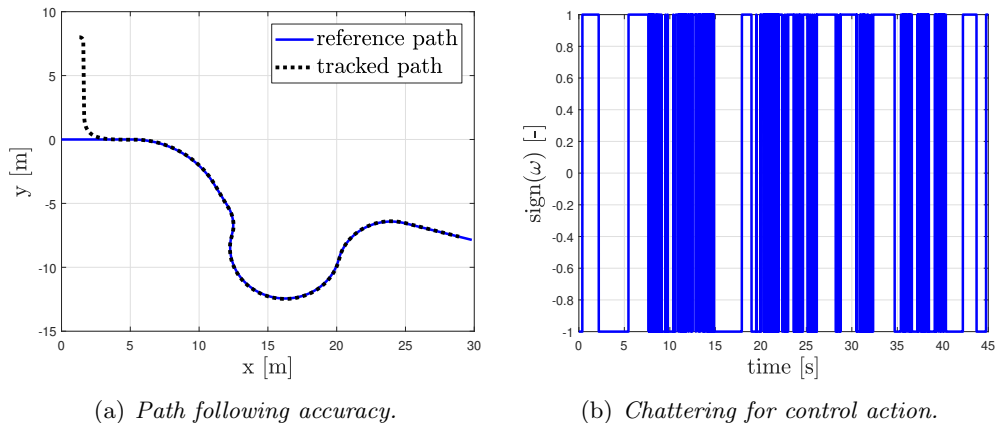 reference path
tracked path
10
5
0
-5
-10
-15
y [m]
0 5 10 15 20 25 30
x [m]
(a) Path following accuracy.
1
0.8
0.6
0.4
0.2
0
-0.2
-0.4
-0.6
-0.8
-1
sign(ω) [-]
0 5 10 15 20 25 30 35 40 45
time [s]
(b) Chattering for control action.